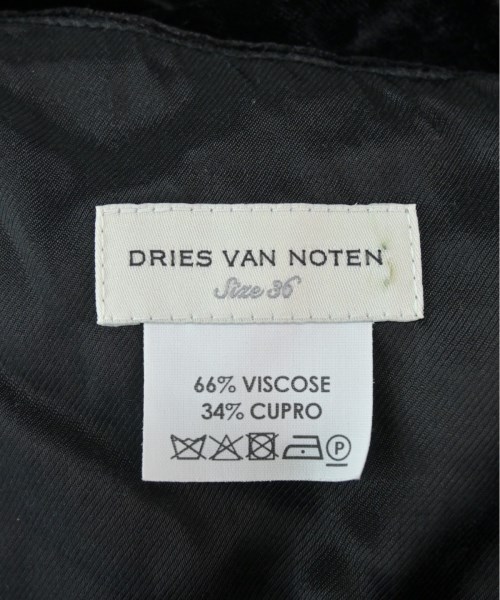 DRIES VAN NOTEN
Size 36
66% VISCOSE
34% CUPRO
P